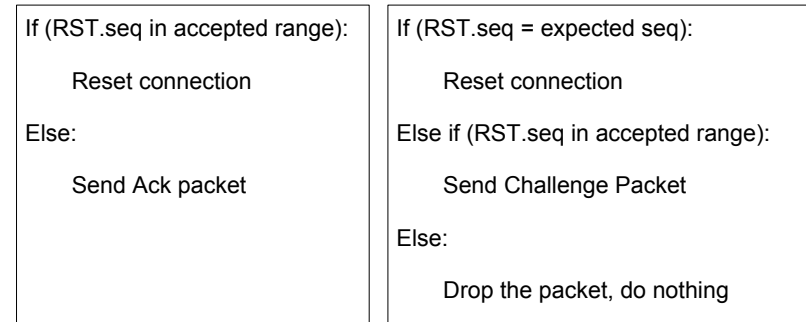 If (RST.seq in accepted range):
Reset connection
Else:
Send Ack packet
If (RST.seq = expected seq):
Reset connection
Else if (RST.seq in accepted range):
Send Challenge Packet
Else:
Drop the packet, do nothing